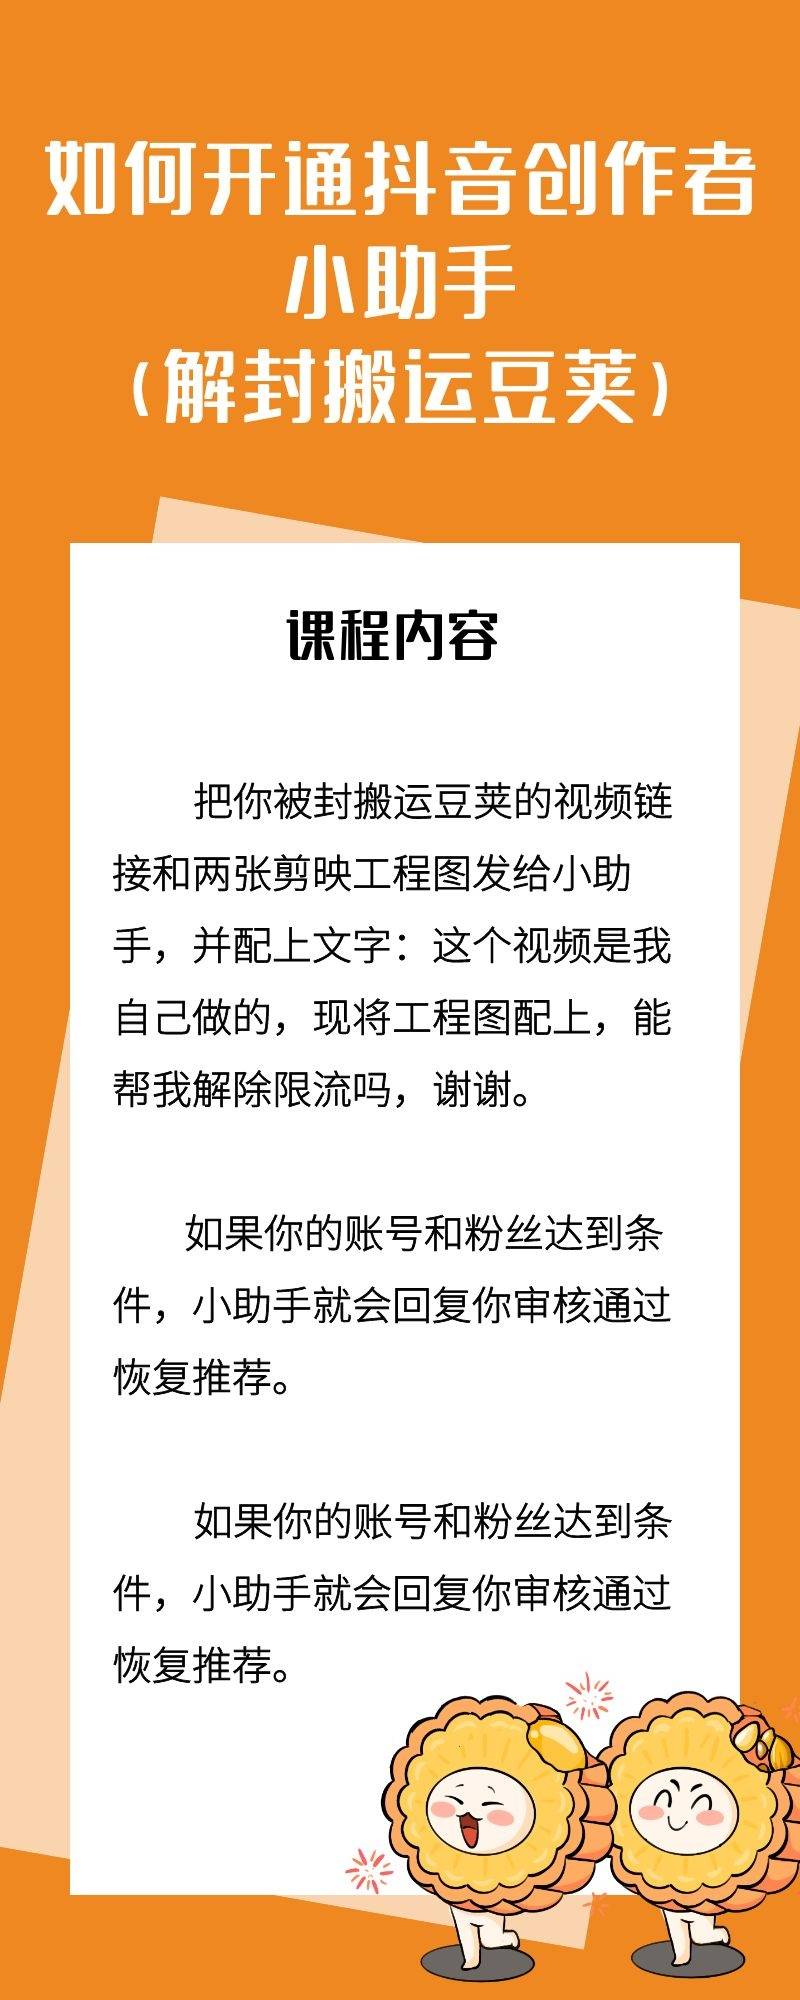 如何开通抖音创作者
小助手
(解封搬运豆荚)
课程内容
把你被封搬运豆荚的视频链
接和两张剪映工程图发给小助
手，并配上文字：这个视频是我
自己做的，现将工程图配上，能
帮我解除限流吗，谢谢。
如果你的账号和粉丝达到条
件，小助手就会回复你审核通过
恢复推荐。
如果你的账号和粉丝达到条
件，小助手就会回复你审核通过
恢复推荐。